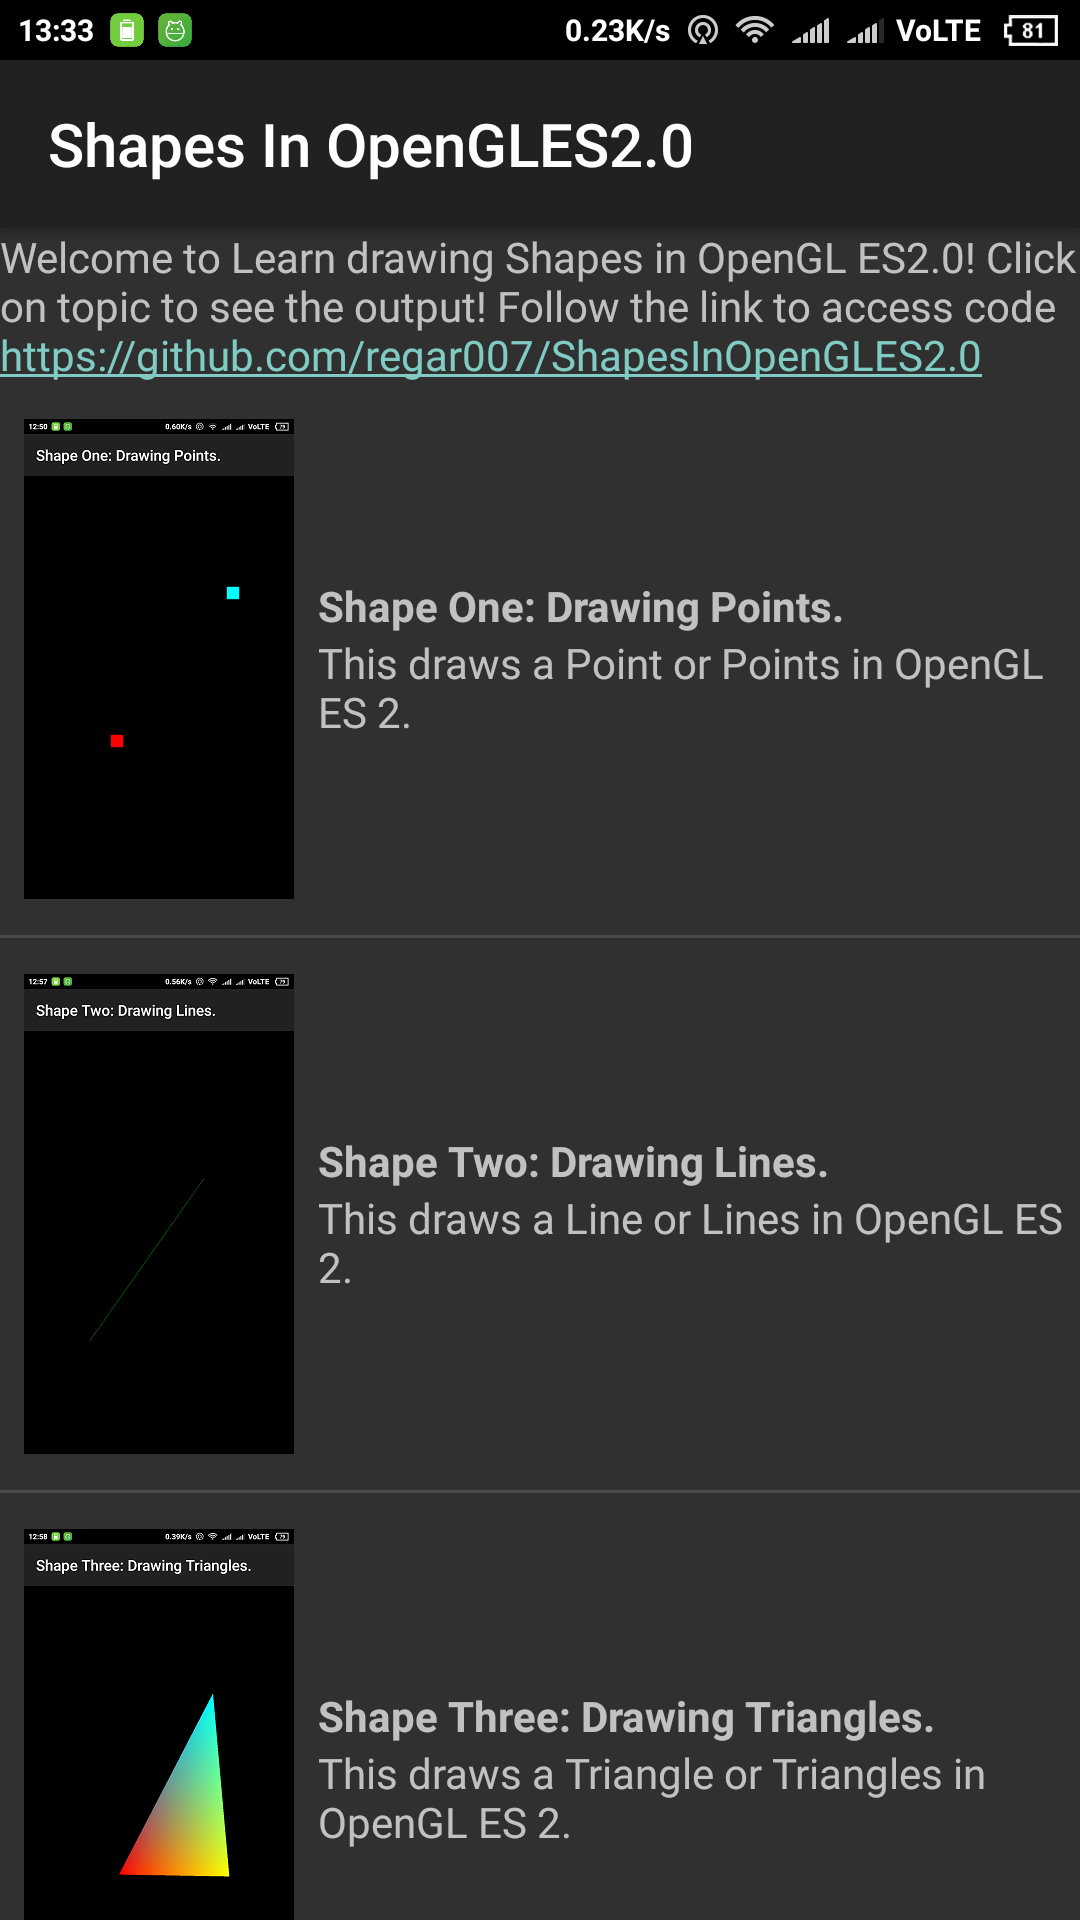 13:33 0.23K/s VoLTE 81
Shapes In OpenGLES2.0
Welcome to Learn drawing Shapes in OpenGL ES2.0! Click
on topic to see the output! Follow the link to access code
https://github.com/regar007/ShapesInOpenGLES2.0
12:50 0.60K/s VoLTE 79
Shape One: Drawing Points.
Shape One: Drawing Points.
This draws a Point or Points in OpenGL
ES 2.
12:57 0.56K/s VoLTE 79
Shape Two: Drawing Lines.
Shape Two: Drawing Lines.
This draws a Line or Lines in OpenGL ES
2.
12:58 0.39K/s VoLTE 79
Shape Three: Drawing Triangles.
Shape Three: Drawing Triangles.
This draws a Triangle or Triangles in
OpenGL ES 2.